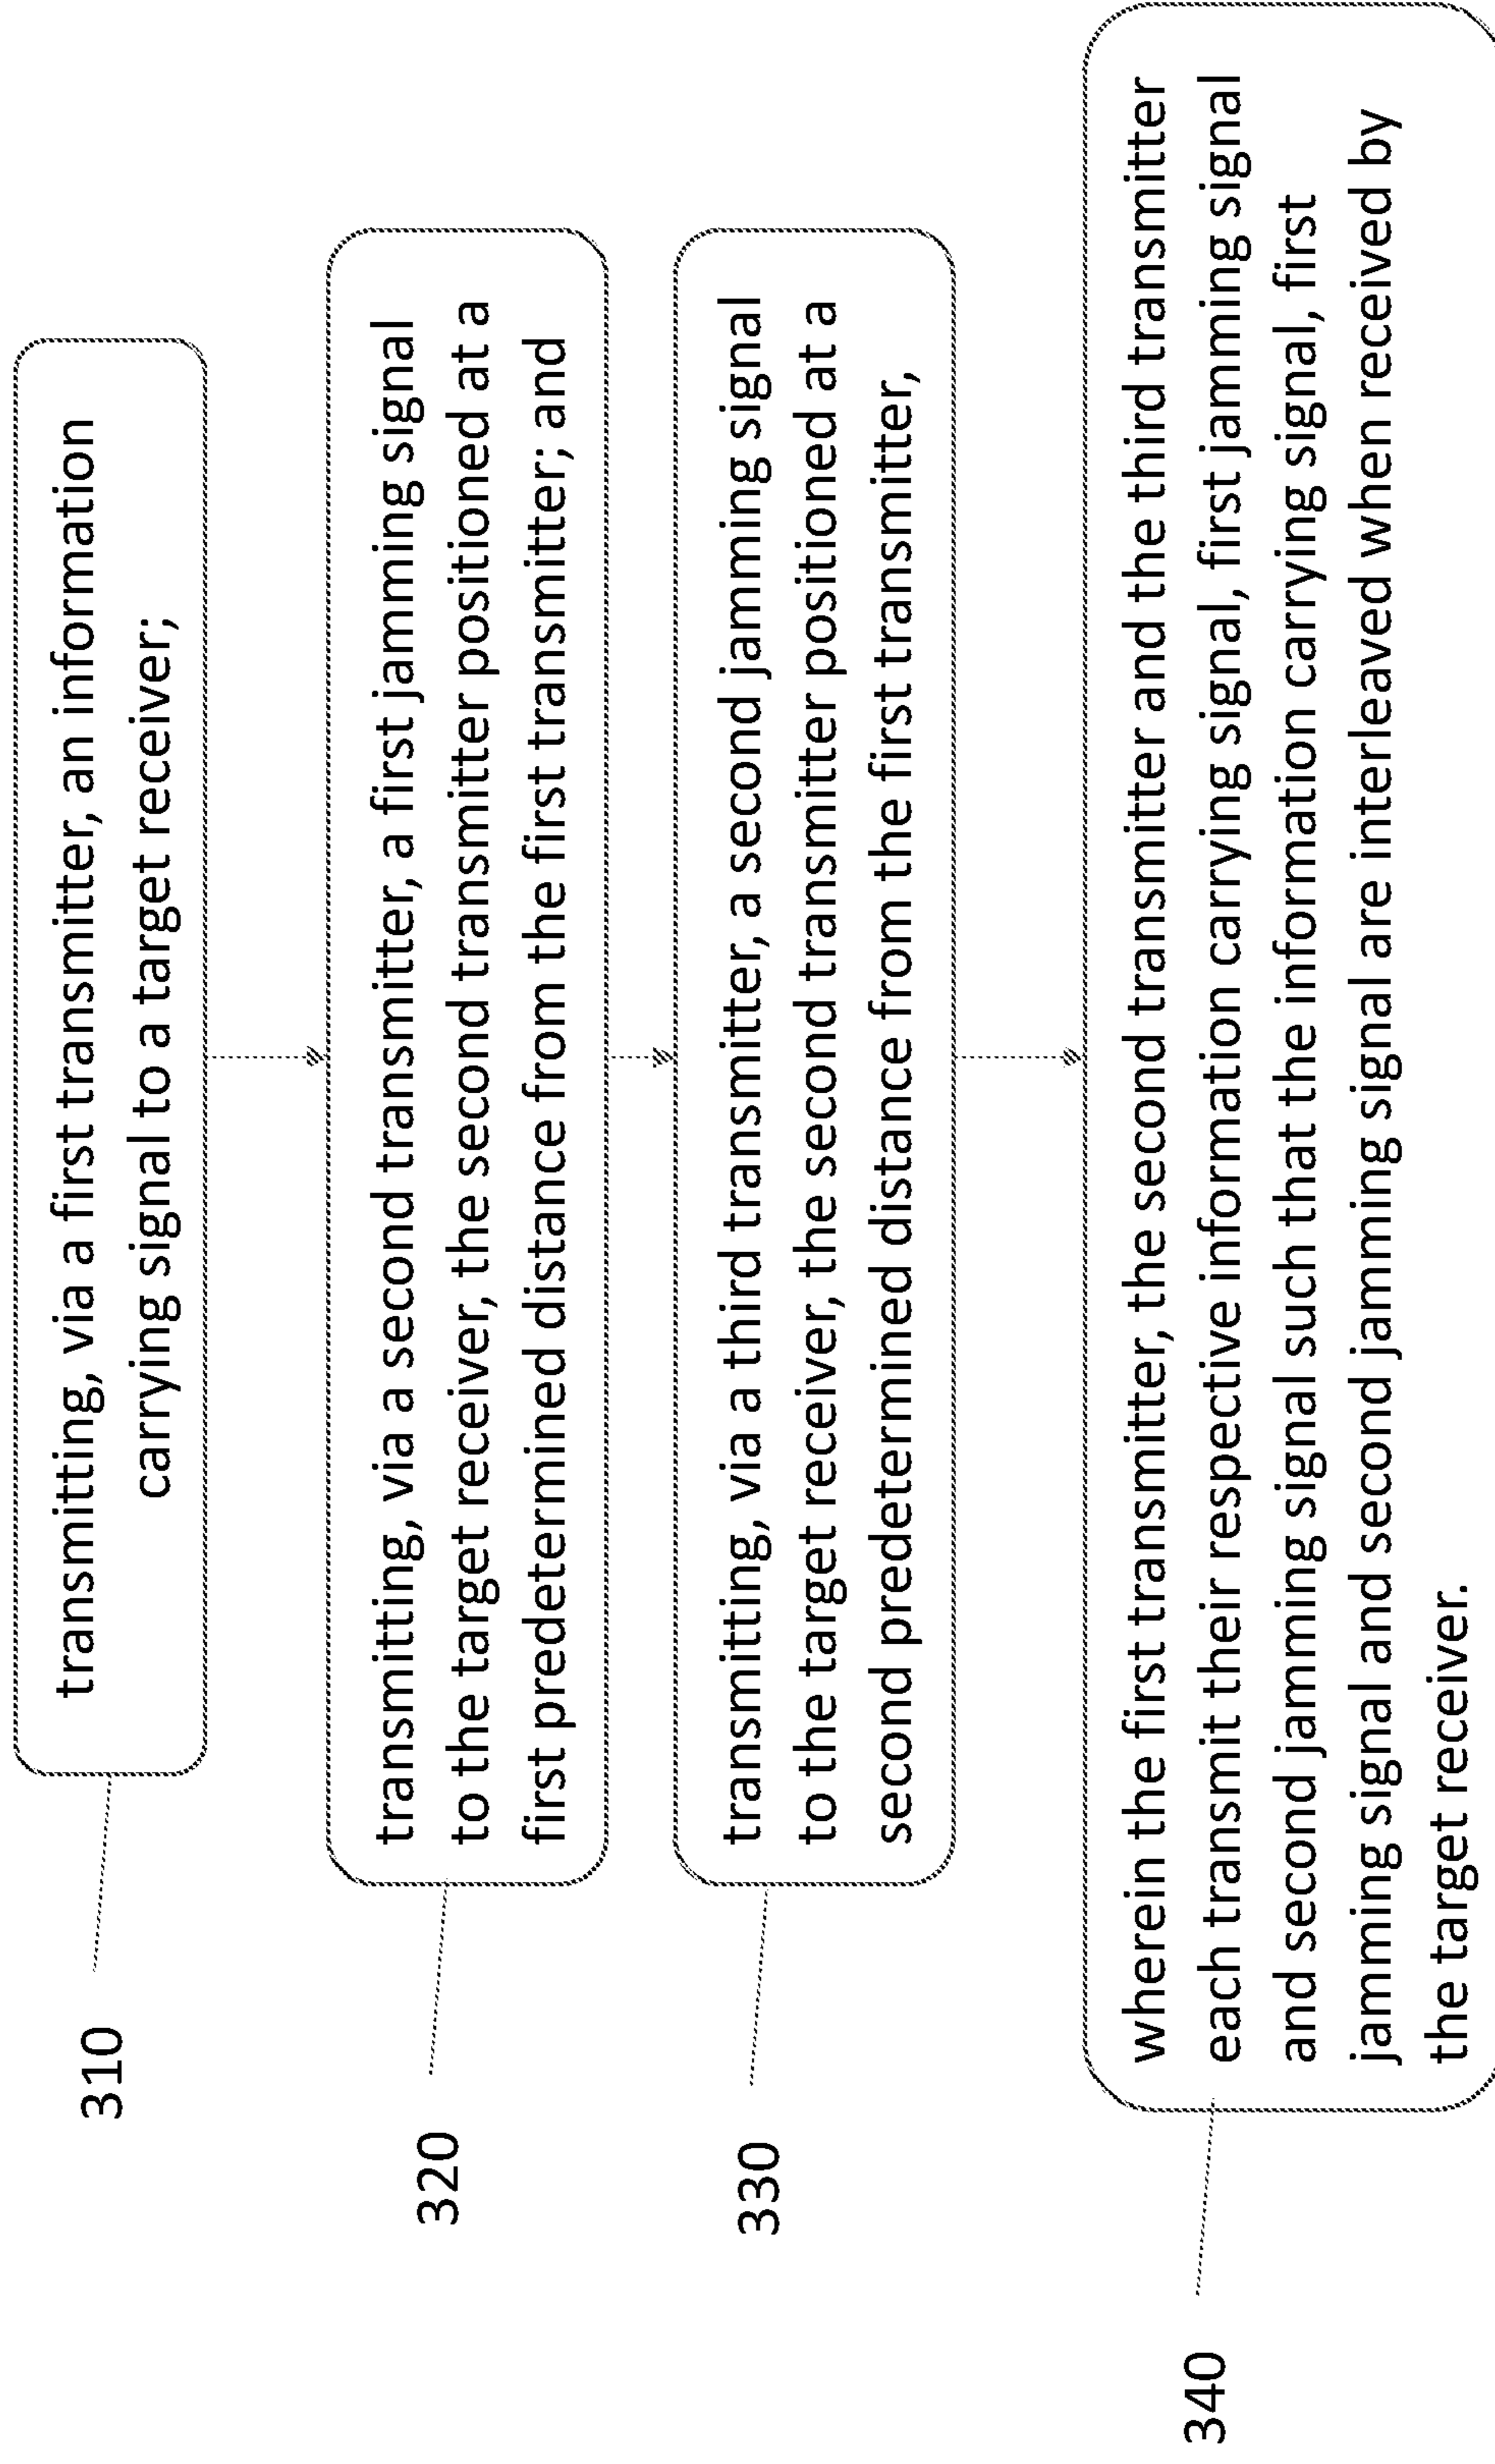 310
transmitting, via a first transmitter, an information
carrying signal to a target receiver;
320
transmitting, via a second transmitter, a first jamming signal
to the target receiver, the second transmitter positioned at a
first predetermined distance from the first transmitter; and
330
transmitting, via a third transmitter, a second jamming signal
to the target receiver, the second transmitter positioned at a
second predetermined distance from the first transmitter,
340
wherein the first transmitter, the second transmitter and the third transmitter
each transmit their respective information carrying signal, first jamming signal
and second jamming signal such that the information carrying signal, first
jamming signal and second jamming signal are interleaved when received by
the target receiver.